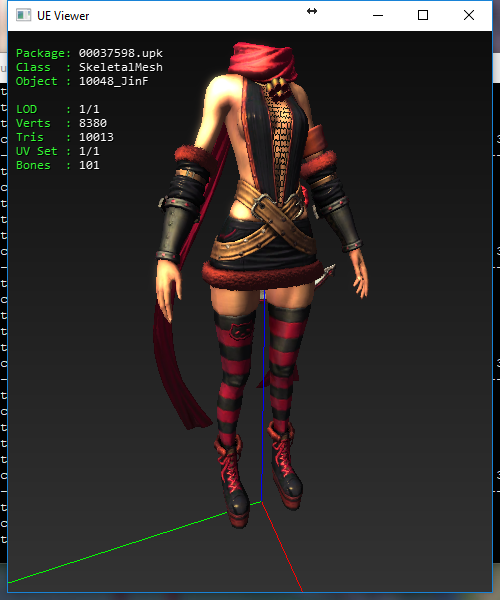 UE Viewer
Package: 00037598.upk
Class : SkeletalMesh
Object : 10048_JinF
LOD : 1/1
Verts : 8380
Tris : 10013
UV Set : 1/1
Bones : 101